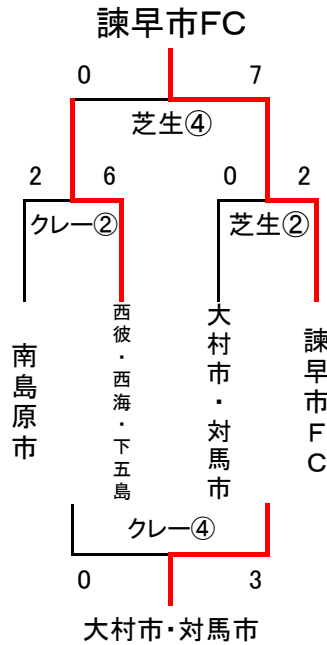 諫早市FC
0 7
芝生④
2 6 0 2
クレー② 芝生②
南島原市
西彼・西海・下五島
大村市・対馬市
諫早市FC
クレー④
0 3
大村市・対馬市